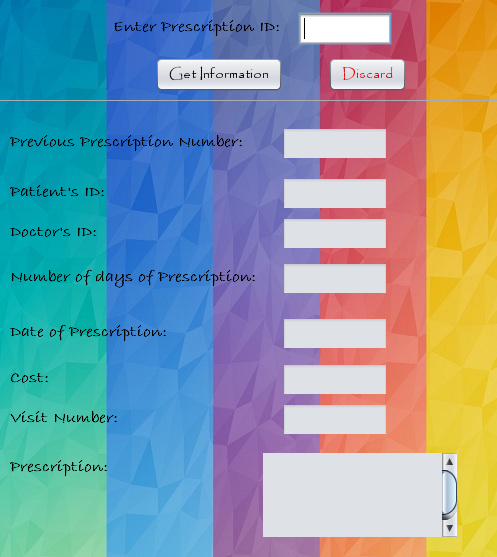 Enter Prescription ID:
Get Information Discard
Previous Prescription Number:
Patient's ID:
Doctor's ID:
Number of days of Prescription:
Date of Prescription:
Cost:
Visit Number:
Prescription: